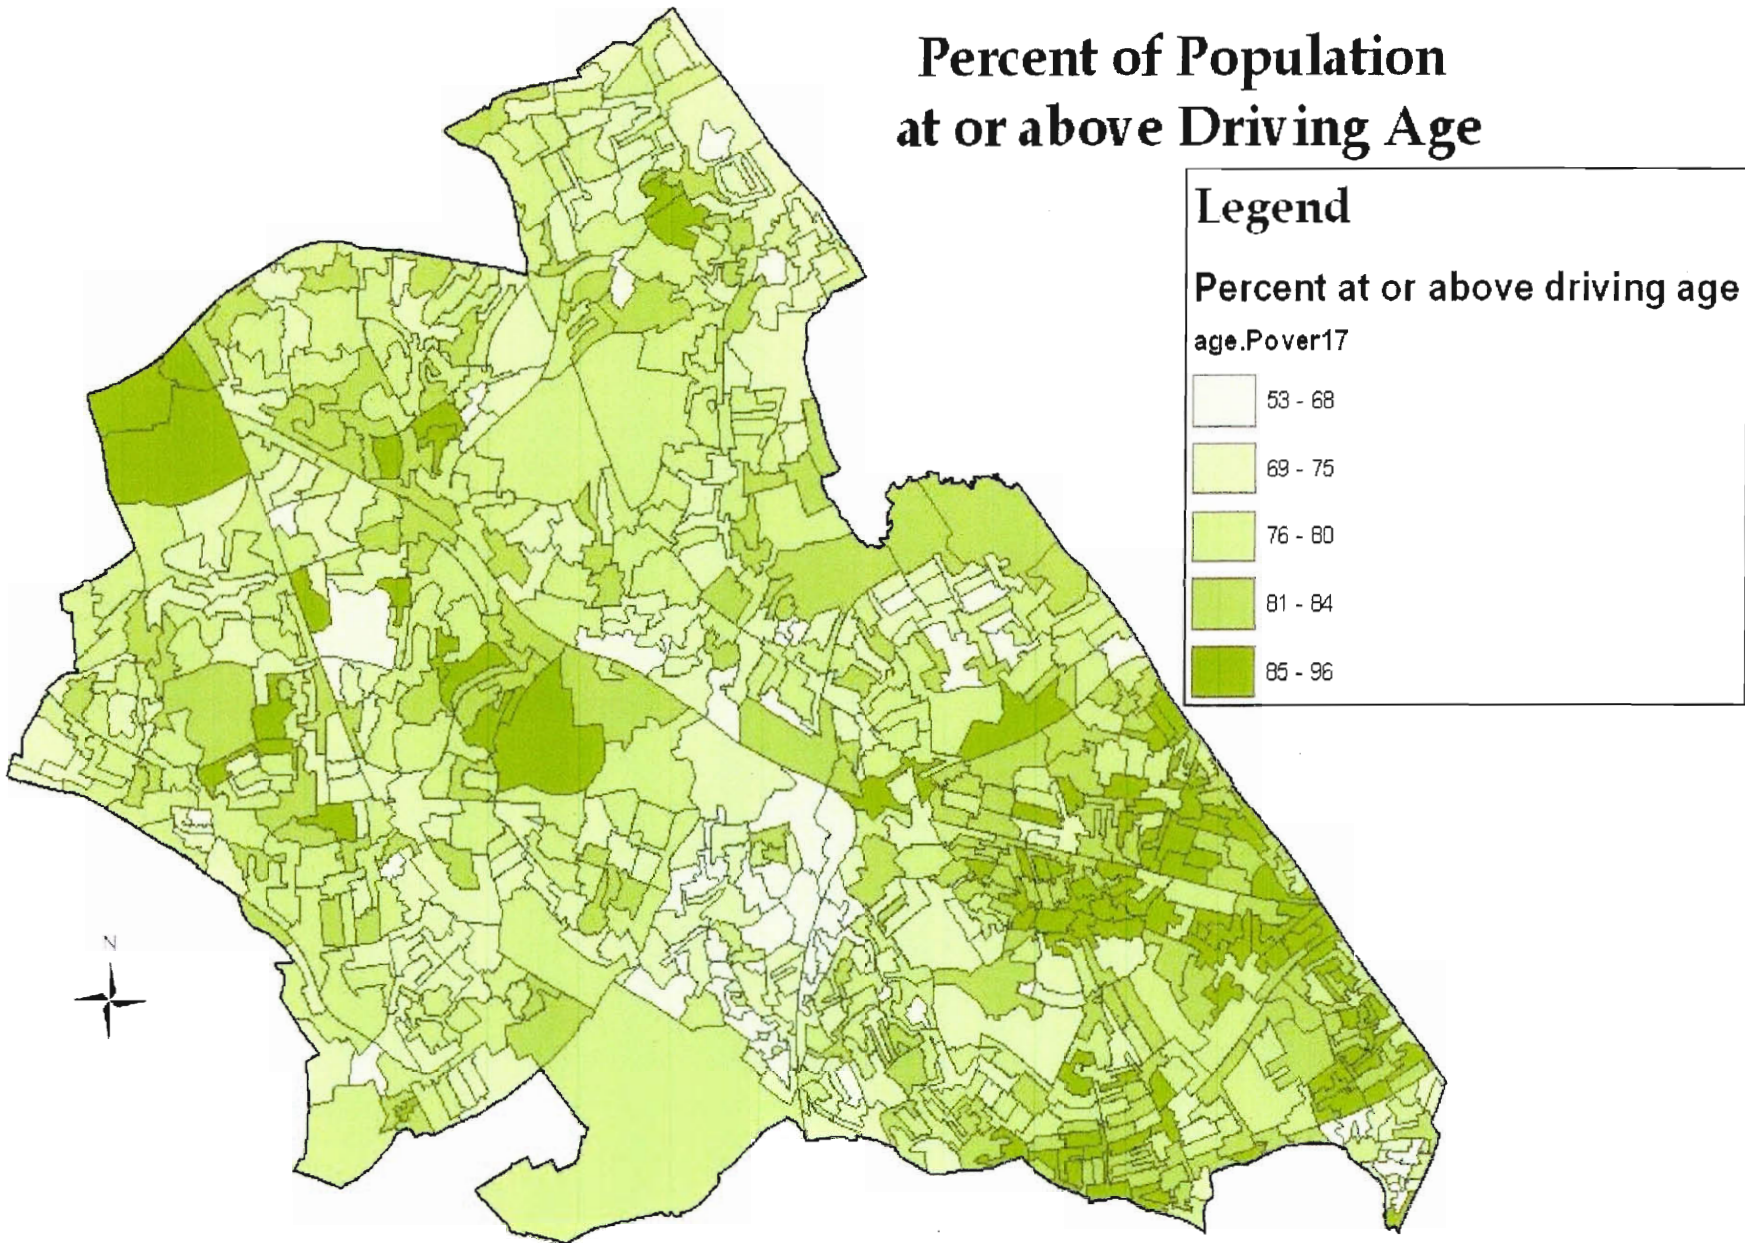 Percent of Population
at or above Driving Age
Legend
Percent at or above driving age
age.Pover17
53 - 68
69 - 75
76 - 80
81 - 84
85 - 96
N